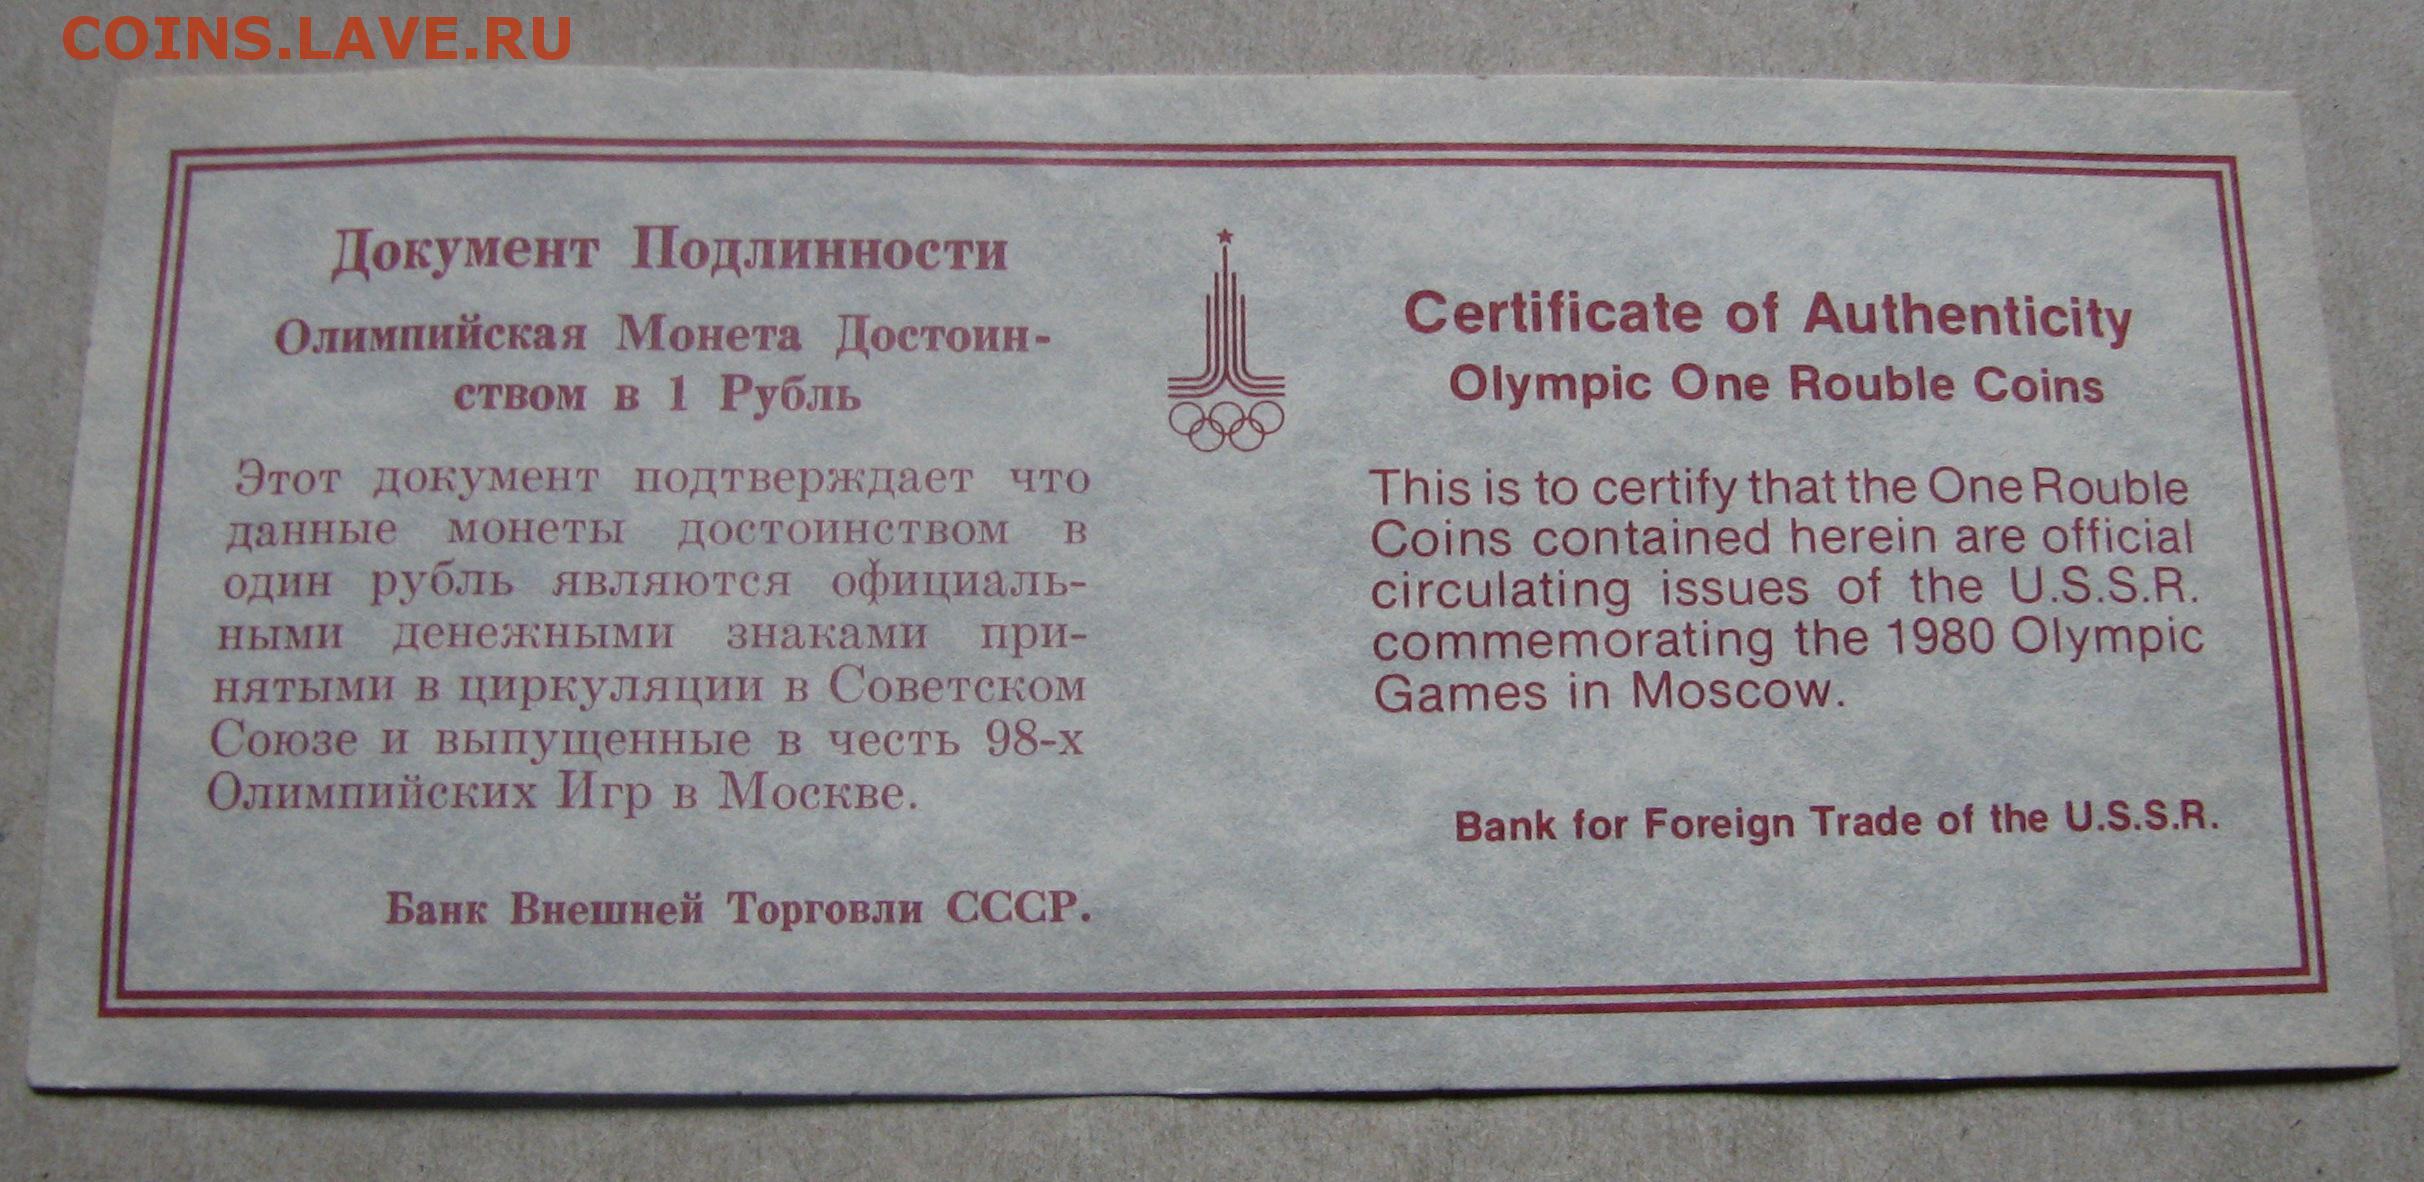 COINS.LAVE.RU
Документ Подлинности
Олимпийская Монета Достоин-
ством в 1 Рубль
Этот документ подтверждает что
данные монеты достоинством в
один рубль являются официаль-
ными денежными знаками при-
нятыми в циркуляции в Советском
Союзе и выпущенные в честь 98-х
Олимпийских Игр в Москве.
Банк Внешней Торговли СССР.
Certificate of Authenticity
Olympic One Rouble Coins
This is to certify that the One Rouble
Coins contained herein are official
circulating issues of the U.S.S.R.
commemorating the 1980 Olympic
Games in Moscow.
Bank for Foreign Trade of the U.S.S.R.